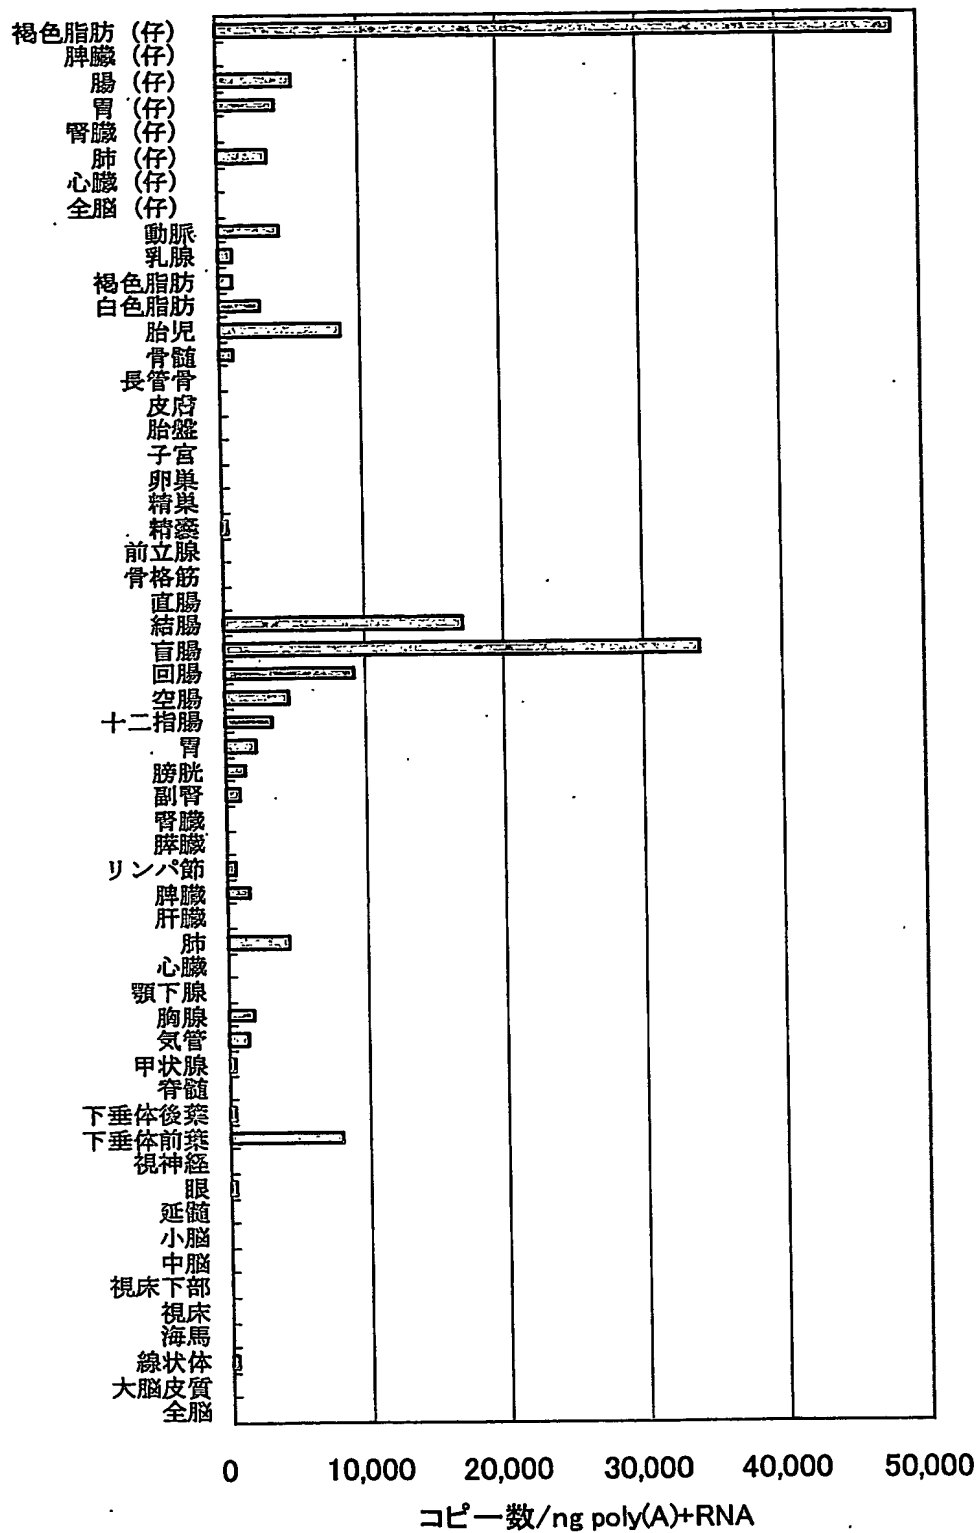 褐色脂肪 (仔)
脾臓 (仔)
腸 (仔)
胃 (仔)
腎臓 (仔)
肺 (仔)
心臓 (仔)
全脳 (仔)
動脈
乳腺
褐色脂肪
白色脂肪
胎児
骨髄
長管骨
皮膚
胎盤
子宮
卵巣
精巣
精嚢
前立腺
骨格筋
直腸
結腸
盲腸
回腸
空腸
十二指腸
胃
膀胱
副腎
腎臓
膵臓
リンパ節
脾臓
肝臓
肺
心臓
顎下腺
胸腺
気管
甲状腺
脊髄
下垂体後葉
下垂体前葉
視神経
眼
延髄
小脳
中脳
視床下部
視床
海馬
線状体
大脳皮質
全脳
0 10,000 20,000 30,000 40,000 50,000
コピー数/ng poly(A)+RNA